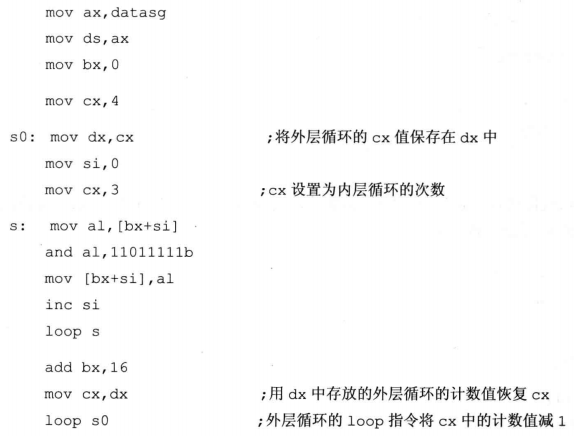 mov ax,datasg
mov ds,ax
mov bx,0
mov cx,4
s0: mov dx,cx ;将外层循环的 cx 值保存在 dx 中
mov si,0
mov cx,3 ;cx 设置为内层循环的次数
s: mov al,[bx+si]
and al,11011111b
mov [bx+si],al
inc si
loop s
add bx,16
mov cx,dx ;用 dx 中存放的外层循环的计数值恢复 cx
loop s0 ;外层循环的 loop 指令将 cx 中的计数值减 1